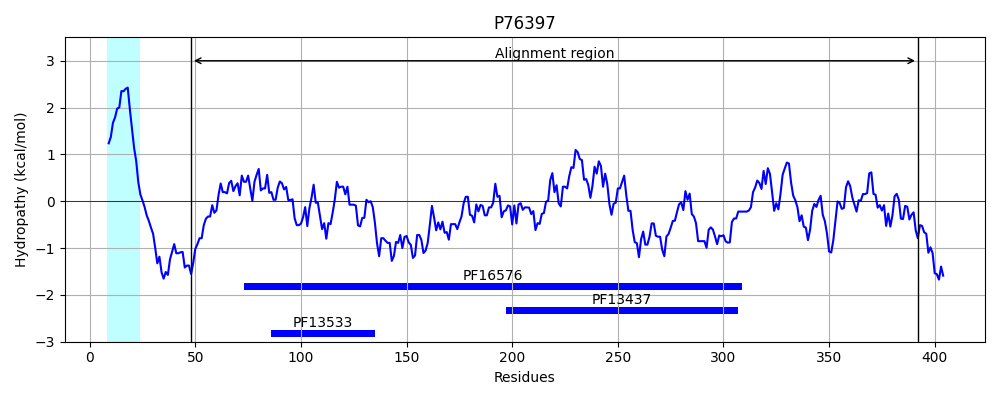 P76397
Alignment region
3
2
1
0
−1
−2
−3
Hydropathy (kcal/mol)
PF16576
PF13437
PF13533
0 50 100 150 200 250 300 350 400
Residues